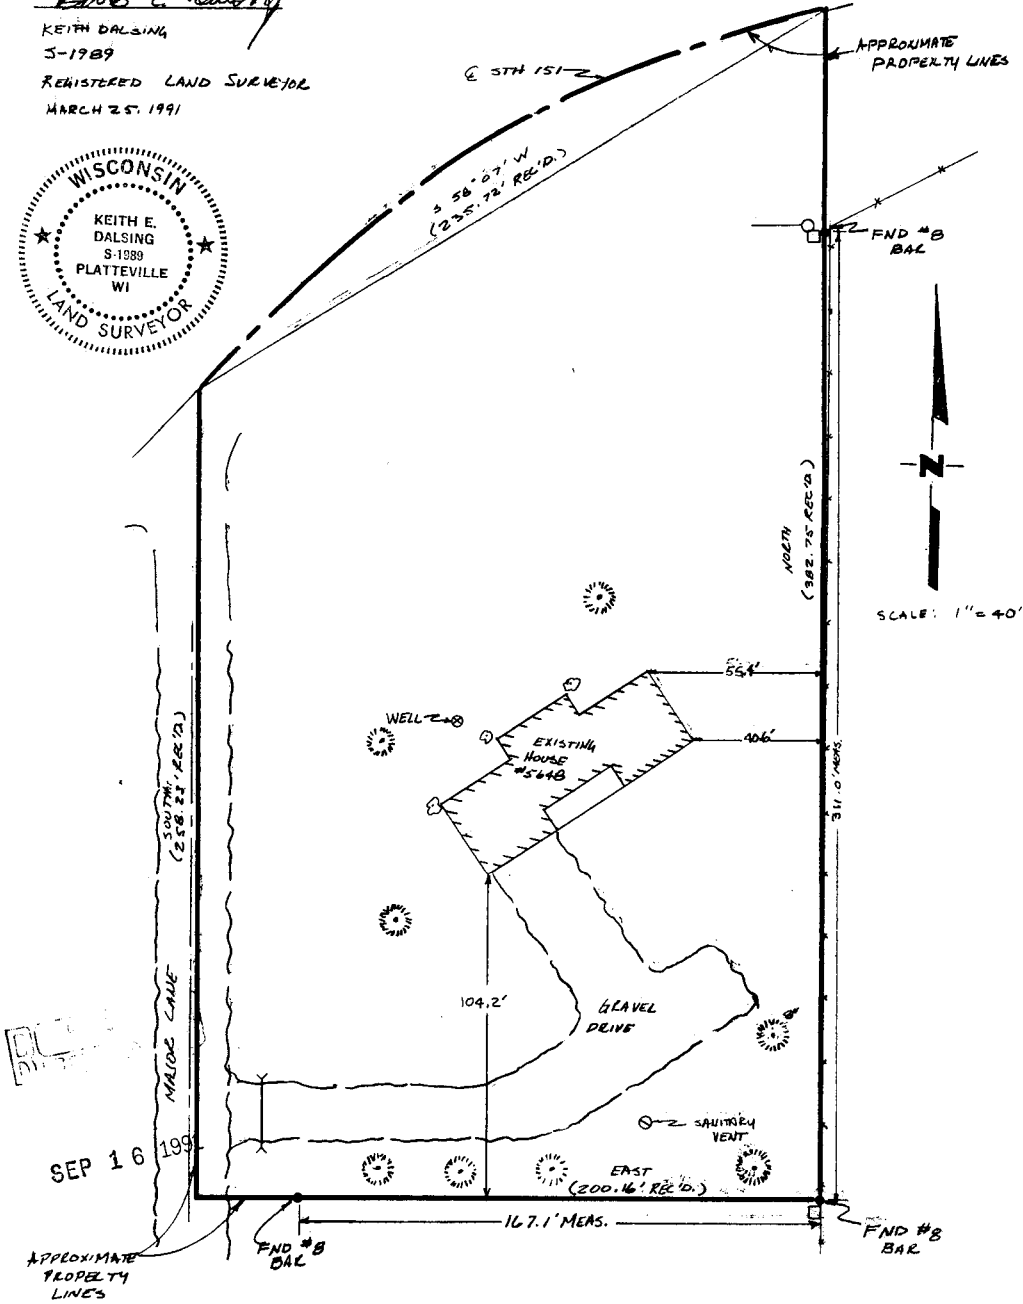 KEITH DALSING
S-1989
REGISTERED LAND SURVEYOR
MARCH 25, 1991
WISCONSIN
KEITH E.
DALSING
S-1989
PLATTEVILLE
WI
LAND SURVEYOR
℄ STH 151
APPROXIMATE
PROPERTY LINES
S 58° 07' W
(235.72' REC'D.)
FND #8
BAR
N
SCALE: 1" = 40'
NORTH
(382.75 REC'D)
55.4'
40.6'
311.0' MEAS.
WELL
EXISTING
HOUSE
#5648
SOUTH
(258.23' REC'D)
MAJOR LANE
104.2'
GRAVEL
DRIVE
8"
SANITARY
VENT
SEP 16 199
EAST
(200.16' REC'D.)
167.1' MEAS.
FND #8
BAR
FND #8
BAR
APPROXIMATE
PROPERTY
LINES